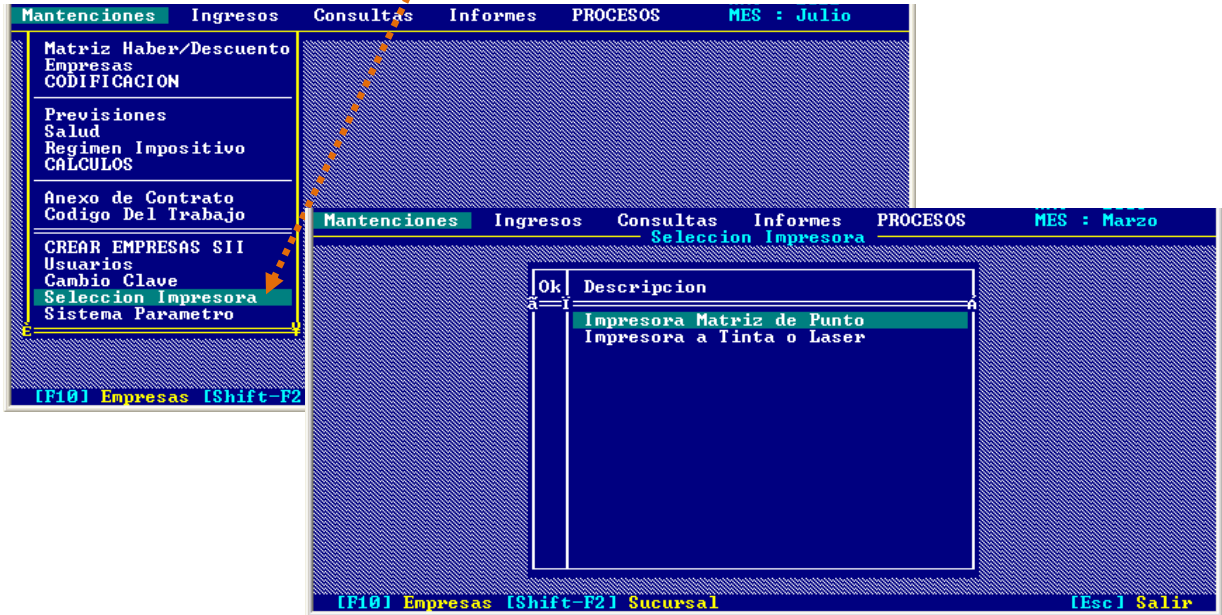 Mantenciones Ingresos Consultas Informes PROCESOS MES : Julio
Matriz Haber/Descuento
Empresas
CODIFICACION
Previsiones
Salud
Regimen Impositivo
CALCULOS
Anexo de Contrato
Codigo Del Trabajo
CREAR EMPRESAS SII
Usuarios
Cambio Clave
Seleccion Impresora
Sistema Parametro
[F10] Empresas [Shift-F2
Mantenciones Ingresos Consultas Informes PROCESOS MES : Marzo
Seleccion Impresora
Ok Descripcion
Impresora Matriz de Punto
Impresora a Tinta o Laser
[F10] Empresas [Shift-F2] Sucursal [Esc] Salir